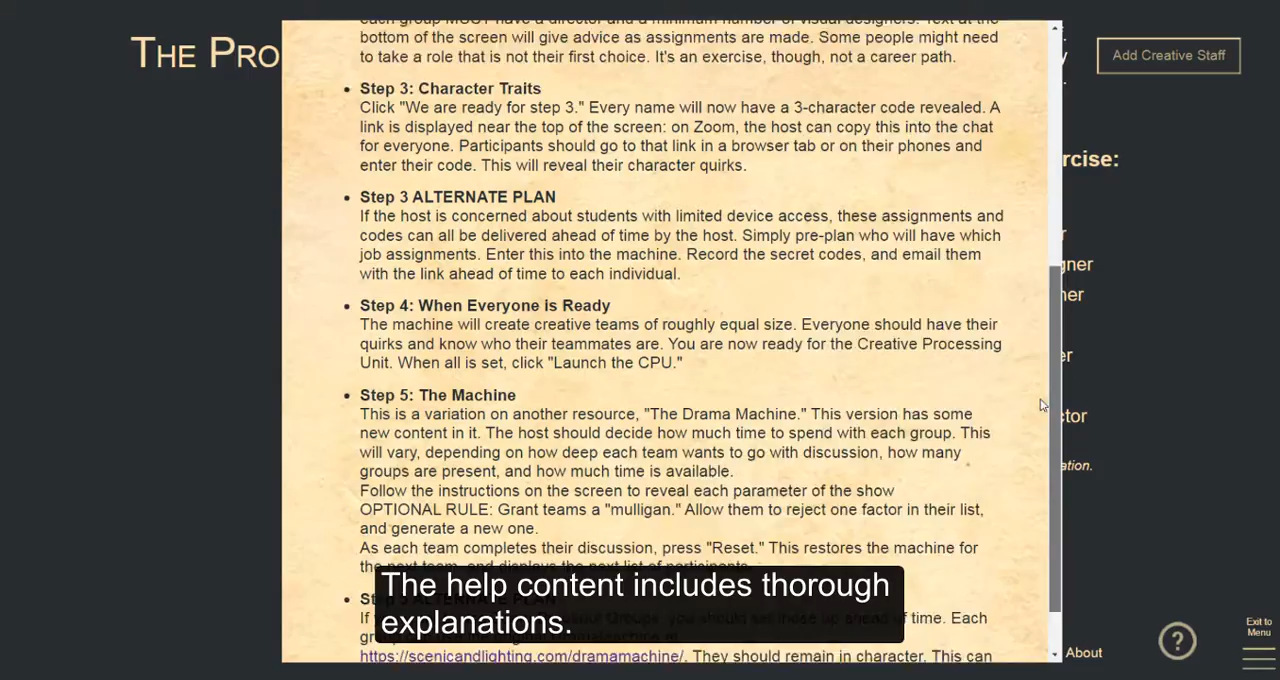 each group MUST have a director and a minimum number of visual designers. Text at the
THE PRO
bottom of the screen will give advice as assignments are made. Some people might need
to take a role that is not their first choice. It's an exercise, though, not a career path.
Add Creative Staff
• Step 3: Character Traits
Click "We are ready for step 3." Every name will now have a 3-character code revealed. A
link is displayed near the top of the screen: on Zoom, the host can copy this into the chat
for everyone. Participants should go to that link in a browser tab or on their phones and
enter their code. This will reveal their character quirks.
rcise:
• Step 3 ALTERNATE PLAN
If the host is concerned about students with limited device access, these assignments and
codes can all be delivered ahead of time by the host. Simply pre-plan who will have which
job assignments. Enter this into the machine. Record the secret codes, and email them
with the link ahead of time to each individual.
r
gner
ner
• Step 4: When Everyone is Ready
The machine will create creative teams of roughly equal size. Everyone should have their
quirks and know who their teammates are. You are now ready for the Creative Processing
Unit. When all is set, click "Launch the CPU."
er
• Step 5: The Machine
This is a variation on another resource, "The Drama Machine." This version has some
new content in it. The host should decide how much time to spend with each group. This
will vary, depending on how deep each team wants to go with discussion, how many
groups are present, and how much time is available.
ctor
ation.
Follow the instructions on the screen to reveal each parameter of the show
OPTIONAL RULE: Grant teams a "mulligan." Allow them to reject one factor in their list,
and generate a new one.
As each team completes their discussion, press "Reset." This restores the machine for
the next team, and displays the next list of participants.
The help content includes thorough
explanations.
of time. Each
https://scenicandlighting.com/dramamachine/. They should remain in character. This can
?
About
Exit to
Menu